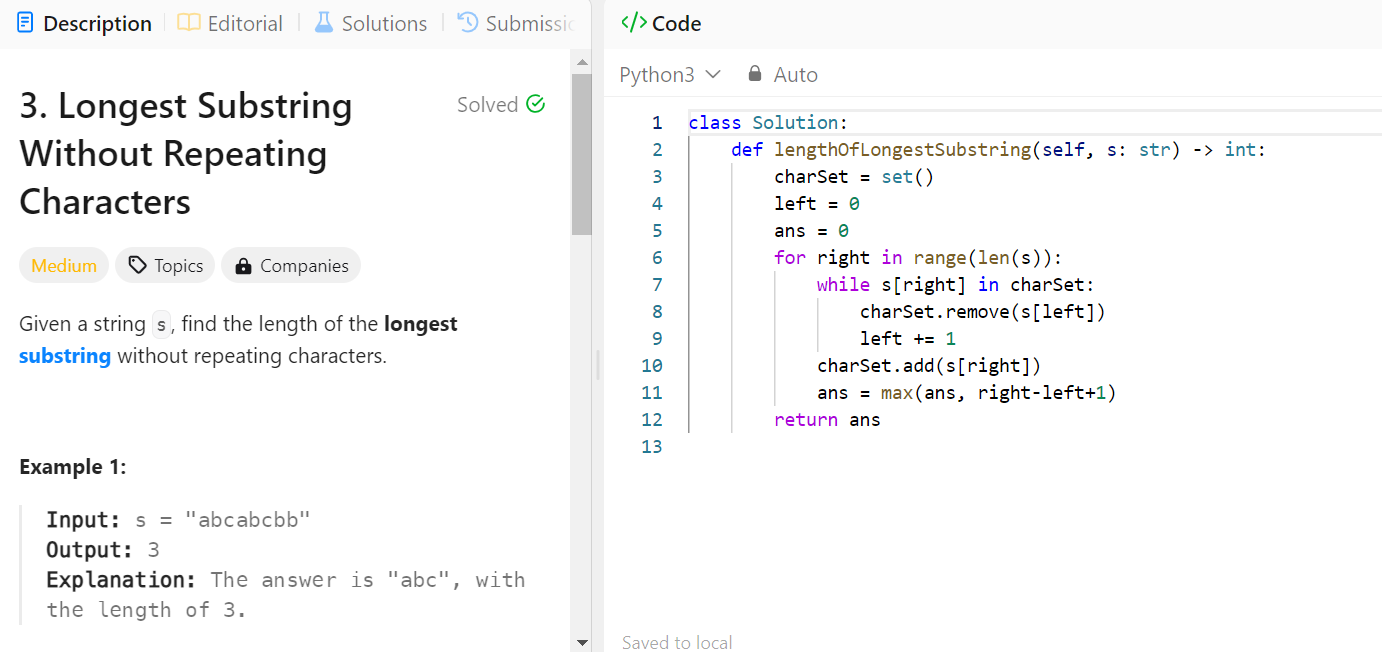 Description Editorial Solutions Submissic
3. Longest Substring
Without Repeating
Characters
Solved
Medium Topics Companies
Given a string s, find the length of the longest
substring without repeating characters.
Example 1:
Input: s = "abcabcbb"
Output: 3
Explanation: The answer is "abc", with
the length of 3.
</> Code
Python3 Auto
1 class Solution:
2 def lengthOfLongestSubstring(self, s: str) -> int:
3 charSet = set()
4 left = 0
5 ans = 0
6 for right in range(len(s)):
7 while s[right] in charSet:
8 charSet.remove(s[left])
9 left += 1
10 charSet.add(s[right])
11 ans = max(ans, right-left+1)
12 return ans
13
Saved to local